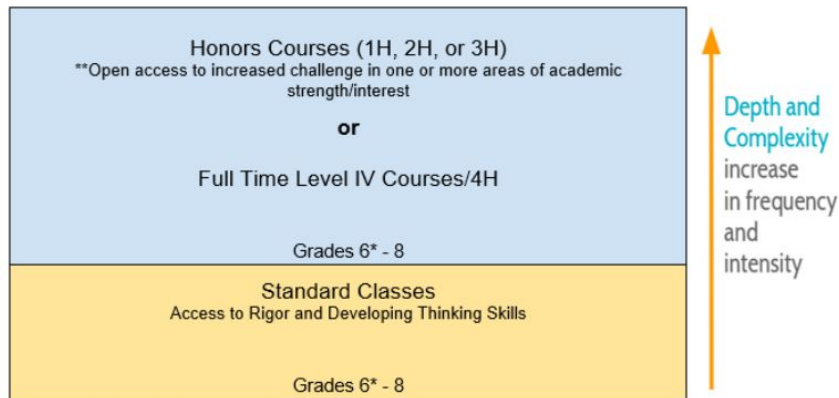 Honors Courses (1H, 2H, or 3H)
**Open access to increased challenge in one or more areas of academic
strength/interest
or
Full Time Level IV Courses/4H
Grades 6* - 8
Standard Classes
Access to Rigor and Developing Thinking Skills
Grades 6* - 8
Depth and
Complexity
increase
in frequency
and
intensity